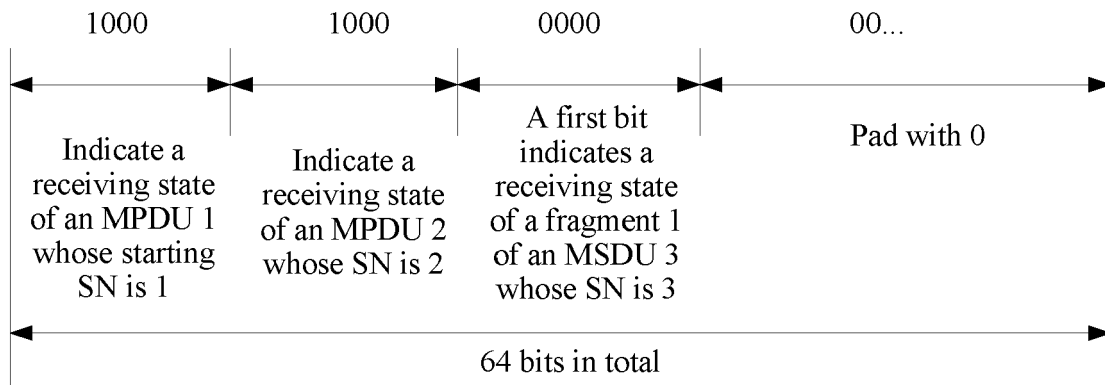 1000 1000 0000 00...
Indicate a
receiving state
of an MPDU 1
whose starting
SN is 1
Indicate a
receiving state
of an MPDU 2
whose SN is 2
A first bit
indicates a
receiving state
of a fragment 1
of an MSDU 3
whose SN is 3
Pad with 0
64 bits in total